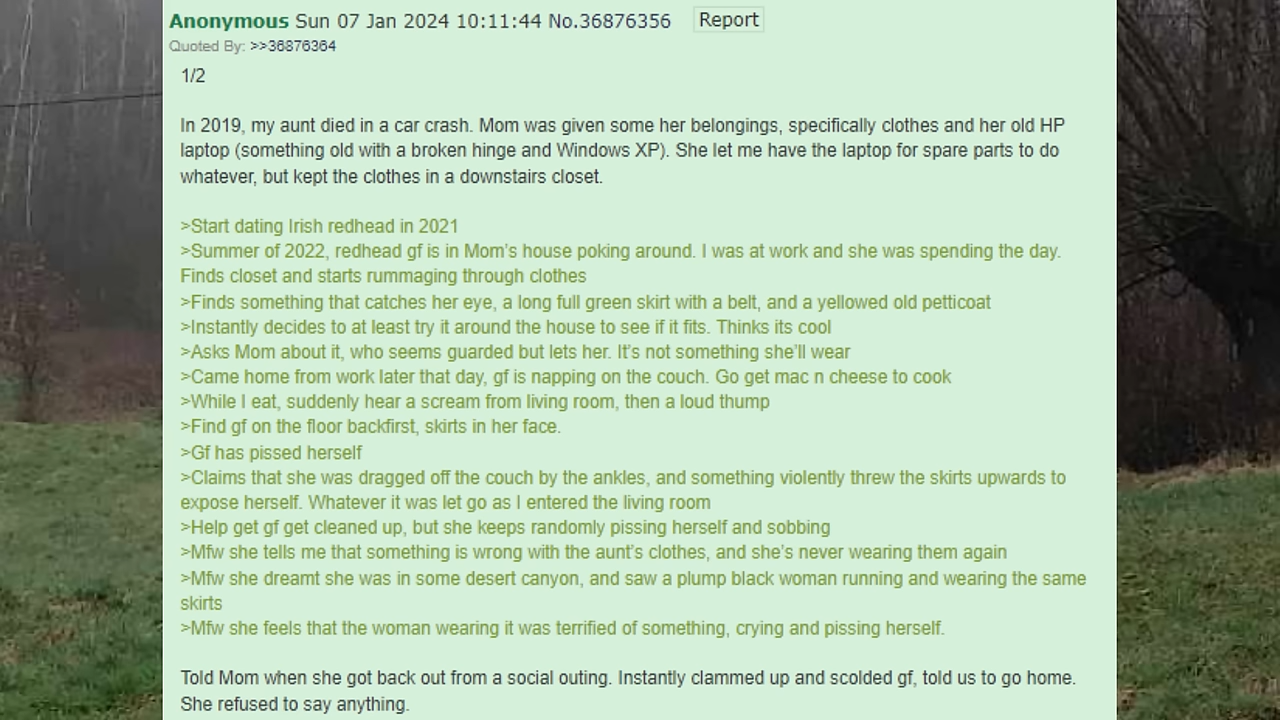 Anonymous Sun 07 Jan 2024 10:11:44 No.36876356 Report
Quoted By: >>36876364
1/2
In 2019, my aunt died in a car crash. Mom was given some her belongings, specifically clothes and her old HP
laptop (something old with a broken hinge and Windows XP). She let me have the laptop for spare parts to do
whatever, but kept the clothes in a downstairs closet.
>Start dating Irish redhead in 2021
>Summer of 2022, redhead gf is in Mom's house poking around. I was at work and she was spending the day.
Finds closet and starts rummaging through clothes
>Finds something that catches her eye, a long full green skirt with a belt, and a yellowed old petticoat
>Instantly decides to at least try it around the house to see if it fits. Thinks its cool
>Asks Mom about it, who seems guarded but lets her. It's not something she'll wear
>Came home from work later that day, gf is napping on the couch. Go get mac n cheese to cook
>While I eat, suddenly hear a scream from living room, then a loud thump
>Find gf on the floor backfirst, skirts in her face.
>Gf has pissed herself
>Claims that she was dragged off the couch by the ankles, and something violently threw the skirts upwards to
expose herself. Whatever it was let go as I entered the living room
>Help get gf get cleaned up, but she keeps randomly pissing herself and sobbing
>Mfw she tells me that something is wrong with the aunt's clothes, and she's never wearing them again
>Mfw she dreamt she was in some desert canyon, and saw a plump black woman running and wearing the same
skirts
>Mfw she feels that the woman wearing it was terrified of something, crying and pissing herself.
Told Mom when she got back out from a social outing. Instantly clammed up and scolded gf, told us to go home.
She refused to say anything.